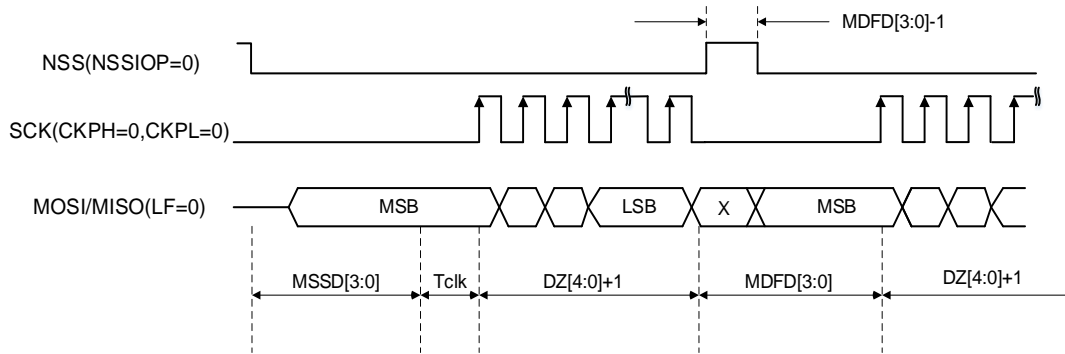 MDFD[3:0]-1
NSS(NSSIOP=0)
SCK(CKPH=0,CKPL=0)
MOSI/MISO(LF=0)
MSB
LSB
X
MSB
MSSD[3:0]
Tclk
DZ[4:0]+1
MDFD[3:0]
DZ[4:0]+1